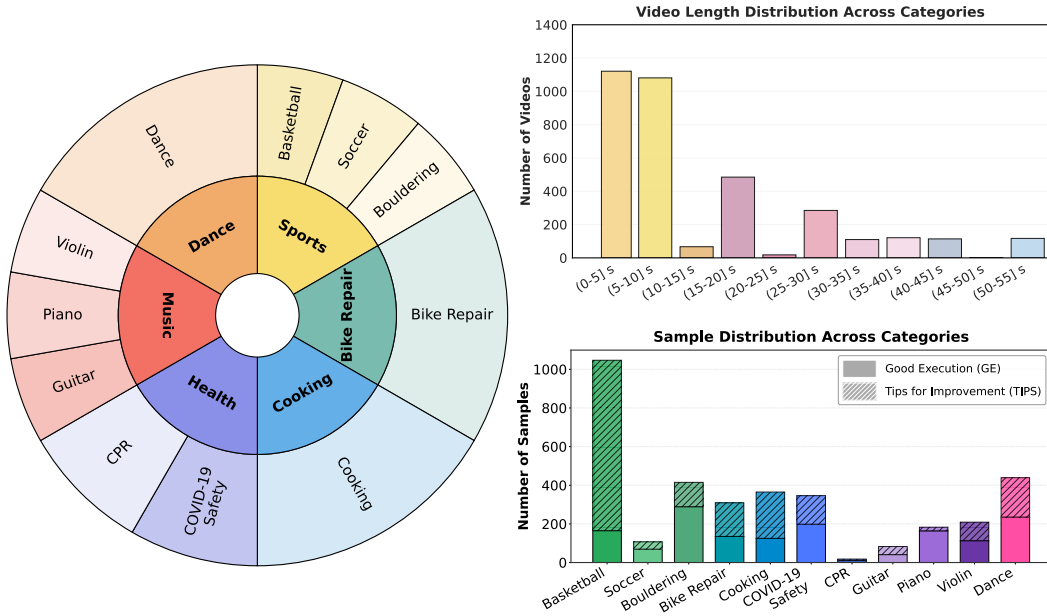 Dance
Basketball
Soccer
Bouldering
Bike Repair
Cooking
COVID-19
Safety
CPR
Guitar
Piano
Violin
Dance
Sports
Bike Repair
Cooking
Health
Music
Video Length Distribution Across Categories
Number of Videos
1400
1200
1000
800
600
400
200
0
(0-5] s
(5-10] s
(10-15] s
(15-20] s
(20-25] s
(25-30] s
(30-35] s
(35-40] s
(40-45] s
(45-50] s
(50-55] s
Sample Distribution Across Categories
Number of Samples
1000
800
600
400
200
0
Good Execution (GE)
Tips for Improvement (TIPS)
Basketball
Soccer
Bouldering
Bike Repair
Cooking
COVID-19
Safety
CPR
Guitar
Piano
Violin
Dance